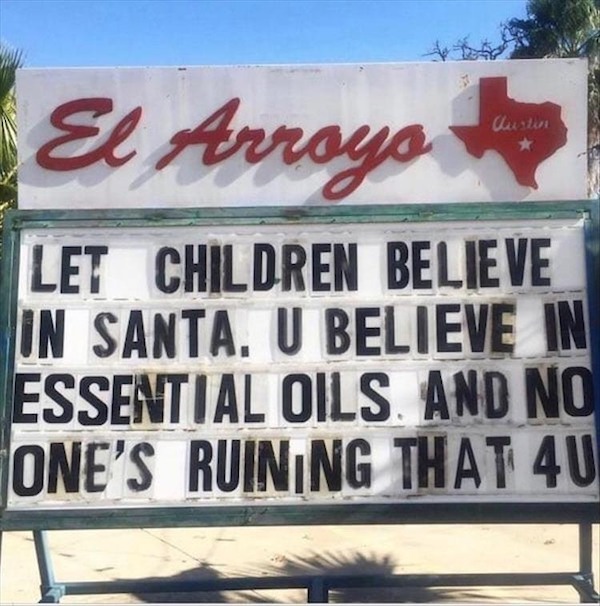 El Arroyo
Austin
LET CHILDREN BELIEVE
IN SANTA. U BELIEVE IN
ESSENTIAL OILS AND NO
ONE'S RUINiNG THAT 4U